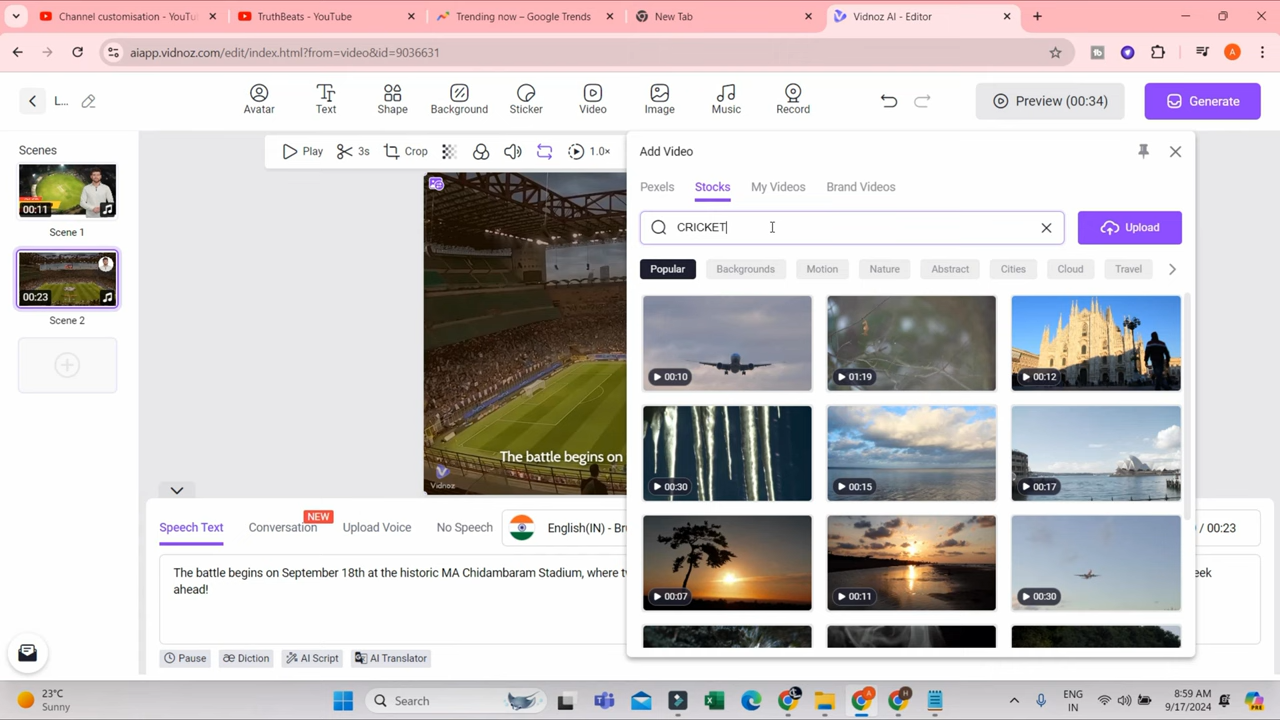 Channel customisation - YouTu
TruthBeats - YouTube
Trending now – Google Trends
New Tab
Vidnoz AI - Editor
aiapp.vidnoz.com/edit/index.html?from=video&id=9036631
L...
Avatar
Text
Shape
Background
Sticker
Video
Image
Music
Record
Preview (00:34)
Generate
Scenes
00:11
Scene 1
00:23
Scene 2
Play
3s
Crop
1.0×
The battle begins on
Vidnoz
Add Video
Pexels
Stocks
My Videos
Brand Videos
CRICKET
Upload
Popular
Backgrounds
Motion
Nature
Abstract
Cities
Cloud
Travel
00:10
01:19
00:12
00:30
00:15
00:17
00:07
00:11
00:30
Speech Text
Conversation
NEW
Upload Voice
No Speech
English(IN) - Br
/ 00:23
The battle begins on September 18th at the historic MA Chidambaram Stadium, where
eek
ahead!
Pause
Diction
AI Script
AI Translator
23°C
Sunny
Search
ENG
IN
8:59 AM
9/17/2024